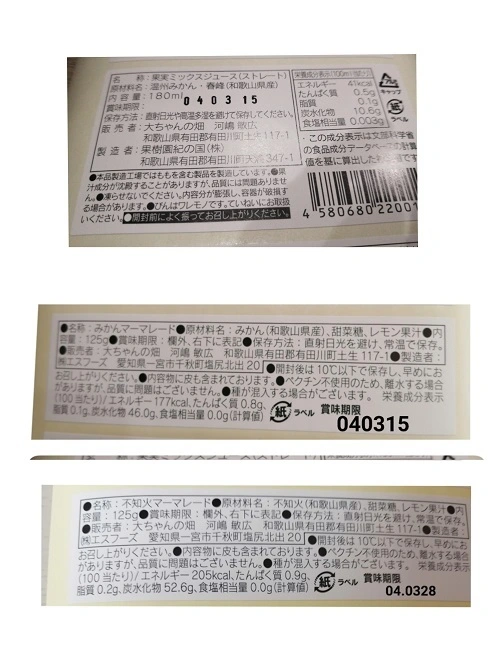 名 称：果実ミックスジュース(ストレート)
原材料名：温州みかん・春峰(和歌山県産)
内 容 量：180ml
賞味期限：
040315
保存方法：直射日光や高温多湿を避けて保存してください。
販 売 者：大ちゃんの畑 河嶋 敏広
和歌山県有田郡有田川町土生117-1
製 造 者：果樹園紀の国(株)
和歌山県有田郡有田川町天満347-1
●本品製造工場ではももを含む製品を製造しています。●果
汁成分が沈殿することがありますが、品質には問題ありませ
ん。●凍らせないでください。内容分が膨張し、容器が破損す
る場合があります。●びんはワレモノです。ていねいにお取扱
いください。●開封前によく振ってお召し上がりください。
栄養成分表示(100ml当たり)
エネルギー 41kcal
たんぱく質 0.5g
脂質 0.1g
炭水化物 10.6g
食塩相当量 0.003g
・この成分表示は文部科学省
の食品成分データベースの計算
値を基に算出した
キャップ
ラベル
4 580680 22001
●名称：みかんマーマレード●原材料名：みかん(和歌山県産)、甜菜糖、レモン果汁●内
容量：125g●賞味期限：欄外、右下に表記●保存方法：直射日光を避け、常温で保存。
●販売者：大ちゃんの畑 河嶋 敏広 和歌山県有田郡有田川町土生 117-1●製造者：
㈱エスフーズ 愛知県一宮市千秋町塩尻北出 20
●開封後は10℃以下で保存し、早めにお
召し上がりください。●内容物に皮も含まれております。●ペクチン不使用のため、離水する場合
がありますが、品質に問題はございません。●種が混入する場合がございます。 栄養成分表示
(100 当たり)/エネルギー 177kcal、たんぱく質 0.8g、
脂質 0.1g、炭水化物 46.0g、食塩相当量 0.0g(計算値)
紙 ラベル 賞味期限
040315
●名称：不知火マーマレード●原材料名：不知火(和歌山県産)、甜菜糖、レモン果汁●内
容量：125g●賞味期限：欄外、右下に表記●保存方法：直射日光を避け、常温で保存。
●販売者：大ちゃんの畑 河嶋 敏広 和歌山県有田郡有田川町土生 117-1●製造者：
㈱エスフーズ 愛知県一宮市千秋町塩尻北出 20
●開封後は10℃以下で保存し、早めにお
お召し上がりください。●内容物に皮も含まれております。●ペクチン不使用のため、離水する場合
がありますが、品質に問題はございません。●種が混入する場合がございます。 栄養成分表示
(100 当たり)/エネルギー 205kcal、たんぱく質 0.9g、
脂質 0.2g、炭水化物 52.6g、食塩相当量 0.0g(計算値)
紙 ラベル 賞味期限
04.0328